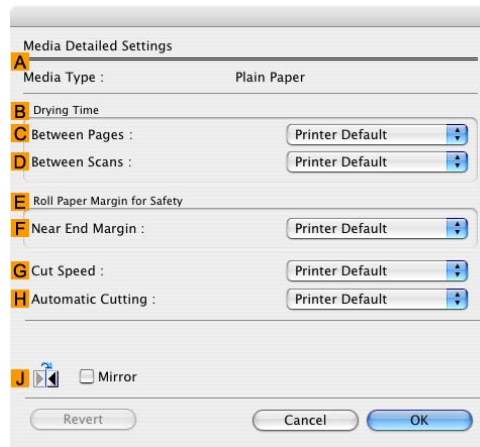 Media Detailed Settings
A
Media Type : Plain Paper
B Drying Time
C Between Pages : Printer Default
D Between Scans : Printer Default
E Roll Paper Margin for Safety
F Near End Margin : Printer Default
G Cut Speed : Printer Default
H Automatic Cutting : Printer Default
J Mirror
Revert Cancel OK